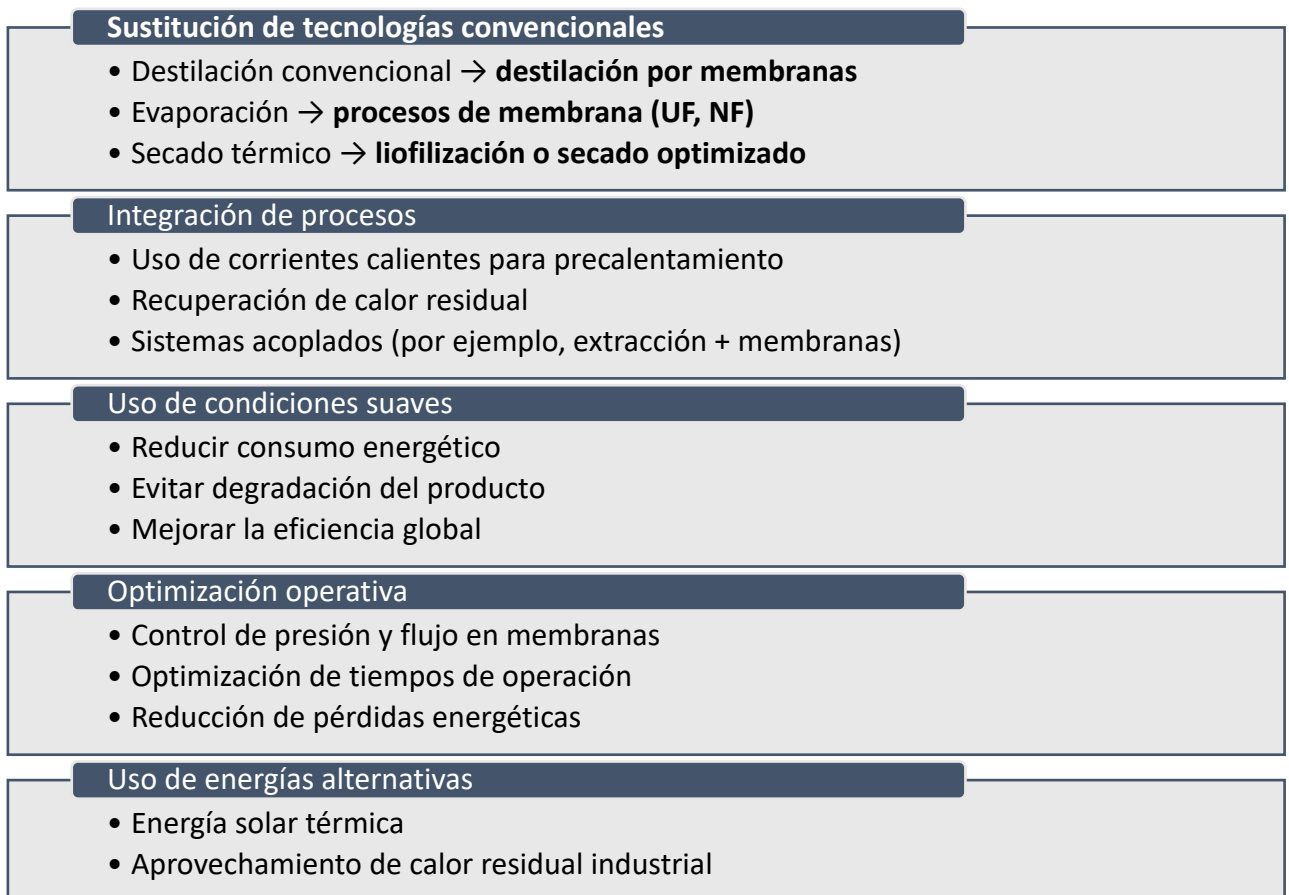 Sustitución de tecnologías convencionales
• Destilación convencional → destilación por membranas
• Evaporación → procesos de membrana (UF, NF)
• Secado térmico → liofilización o secado optimizado
Integración de procesos
• Uso de corrientes calientes para precalentamiento
• Recuperación de calor residual
• Sistemas acoplados (por ejemplo, extracción + membranas)
Uso de condiciones suaves
• Reducir consumo energético
• Evitar degradación del producto
• Mejorar la eficiencia global
Optimización operativa
• Control de presión y flujo en membranas
• Optimización de tiempos de operación
• Reducción de pérdidas energéticas
Uso de energías alternativas
• Energía solar térmica
• Aprovechamiento de calor residual industrial